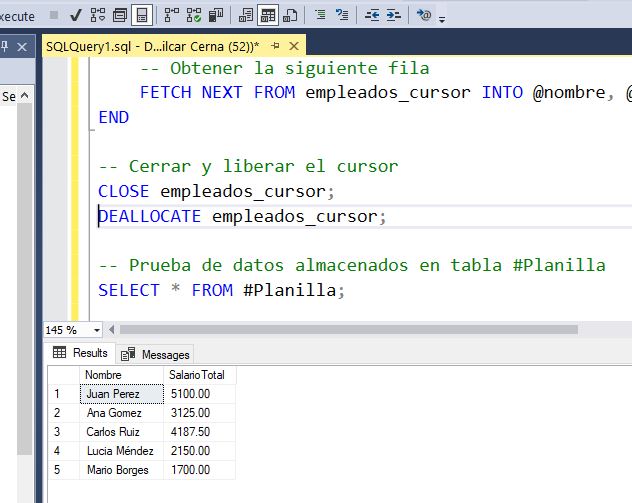 xecute
SQLQuery1.sql - D...ilcar Cerna (52))*
Se
-- Obtener la siguiente fila
FETCH NEXT FROM empleados_cursor INTO @nombre, @
END
-- Cerrar y liberar el cursor
CLOSE empleados_cursor;
DEALLOCATE empleados_cursor;
-- Prueba de datos almacenados en tabla #Planilla
SELECT * FROM #Planilla;
145 %
Results Messages
Nombre SalarioTotal
1 Juan Perez 5100.00
2 Ana Gomez 3125.00
3 Carlos Ruiz 4187.50
4 Lucia Méndez 2150.00
5 Mario Borges 1700.00